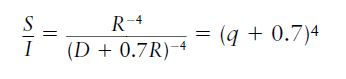 S/I = R⁻⁴/(D + 0.7R)⁻⁴ = (q + 0.7)⁴